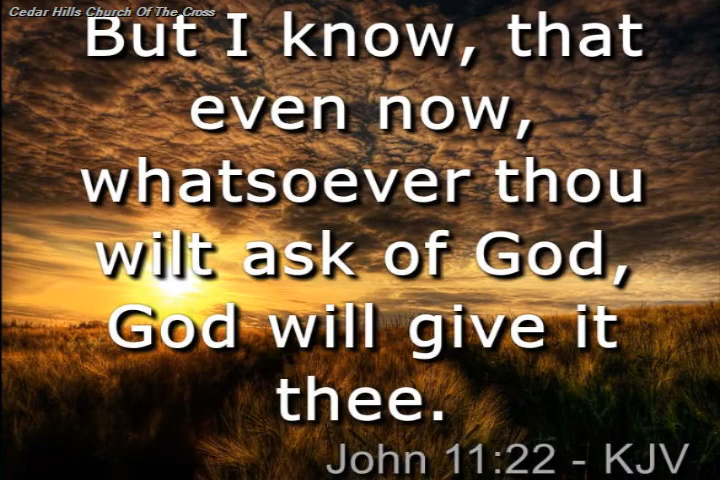 Cedar Hills Church Of The Cross
But I know, that
even now,
whatsoever thou
wilt ask of God,
God will give it
thee.
John 11:22 - KJV